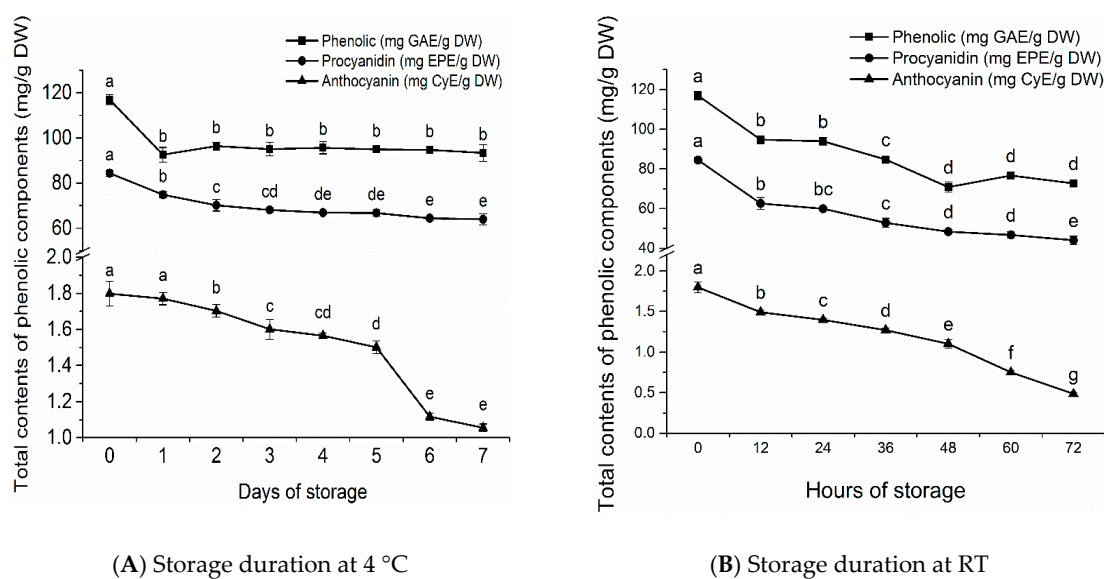 Total contents of phenolic components (mg/g DW)
Phenolic (mg GAE/g DW)
Procyanidin (mg EPE/g DW)
Anthocyanin (mg CyE/g DW)
120
100
80
60
2.0
1.8
1.6
1.4
1.2
1.0
a b b b b b b b
a b c cd de de e e
a a b c cd d e e
0 1 2 3 4 5 6 7
Days of storage
(A) Storage duration at 4 °C
Total contents of phenolic components (mg/g DW)
Phenolic (mg GAE/g DW)
Procyanidin (mg EPE/g DW)
Anthocyanin (mg CyE/g DW)
120
100
80
60
40
2.0
1.5
1.0
0.5
0.0
a b b c d d d
a b bc c d d e
a b c d e f g
0 12 24 36 48 60 72
Hours of storage
(B) Storage duration at RT